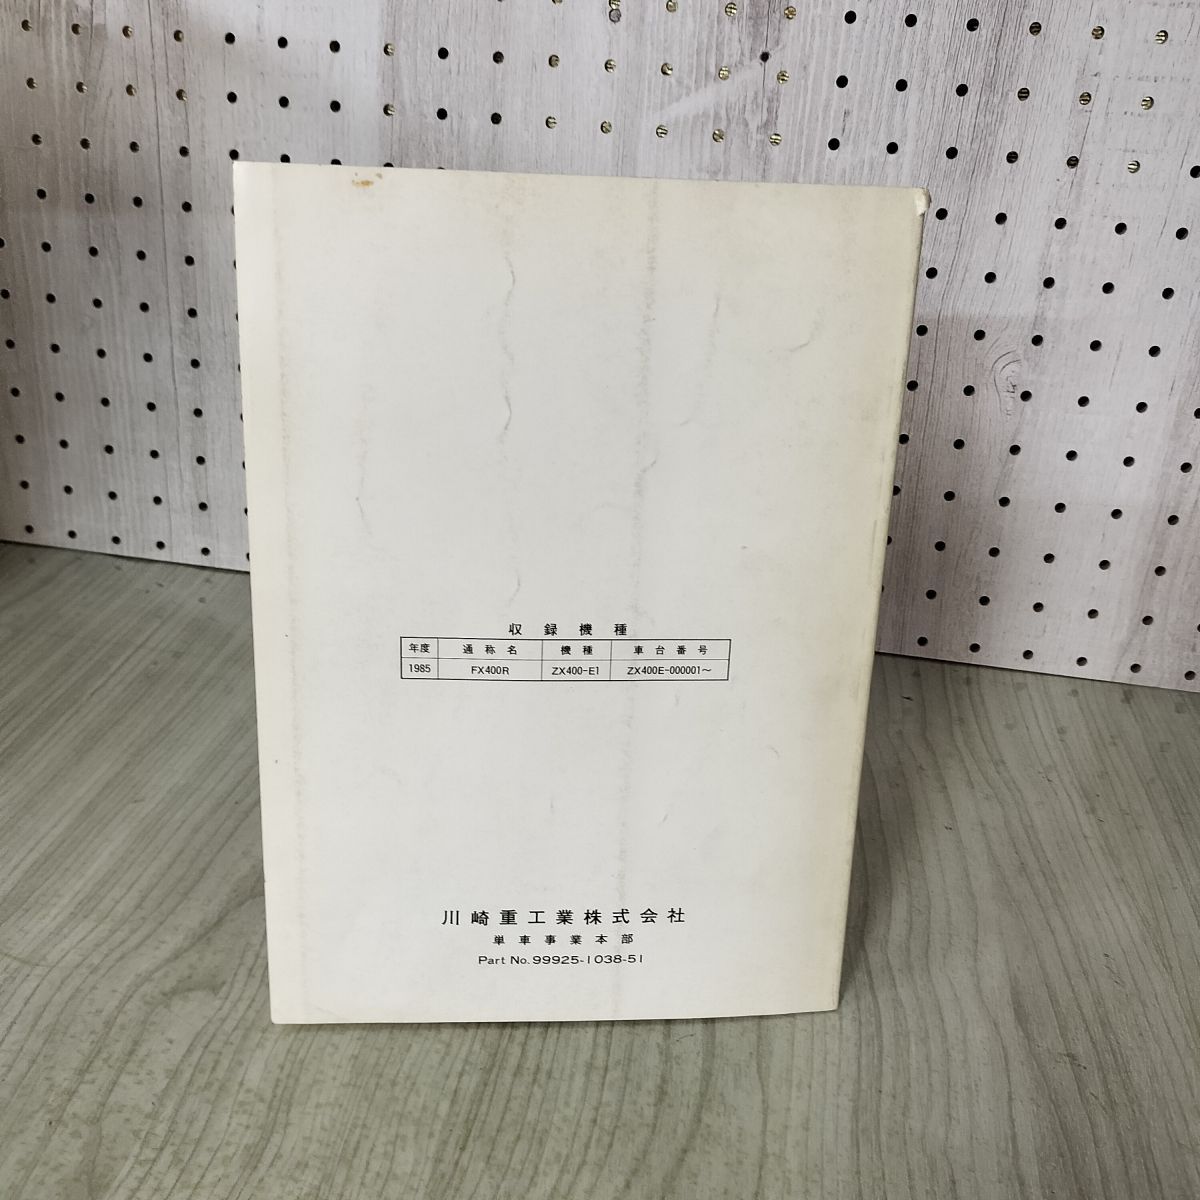 収録機種
年度 通称名 機種 車台番号
1985 FX400R ZX400-E1 ZX400E-000001～
川崎重工業株式会社
単車事業本部
Part No. 99925-1038-51